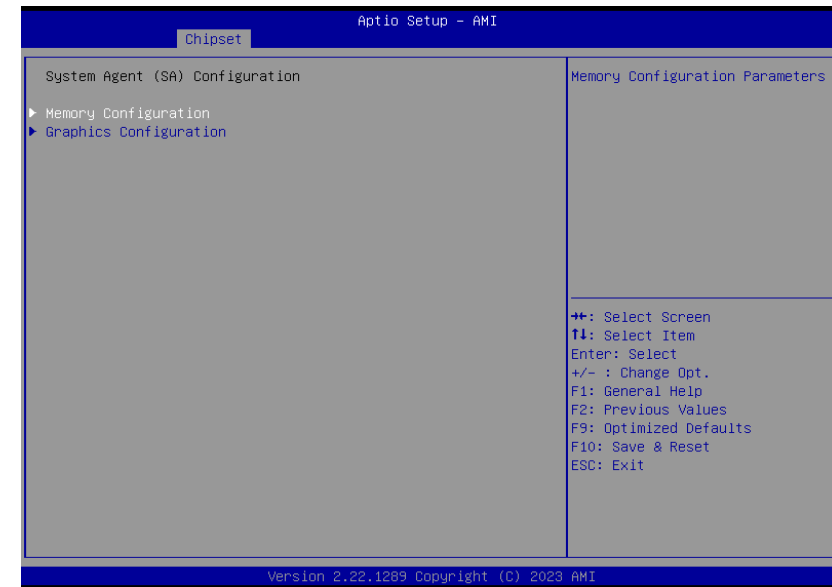 Aptio Setup - AMI
Chipset
System Agent (SA) Configuration
Memory Configuration
Graphics Configuration
Memory Configuration Parameters
→←: Select Screen
↑↓: Select Item
Enter: Select
+/- : Change Opt.
F1: General Help
F2: Previous Values
F9: Optimized Defaults
F10: Save & Reset
ESC: Exit
Version 2.22.1289 Copyright (C) 2023 AMI